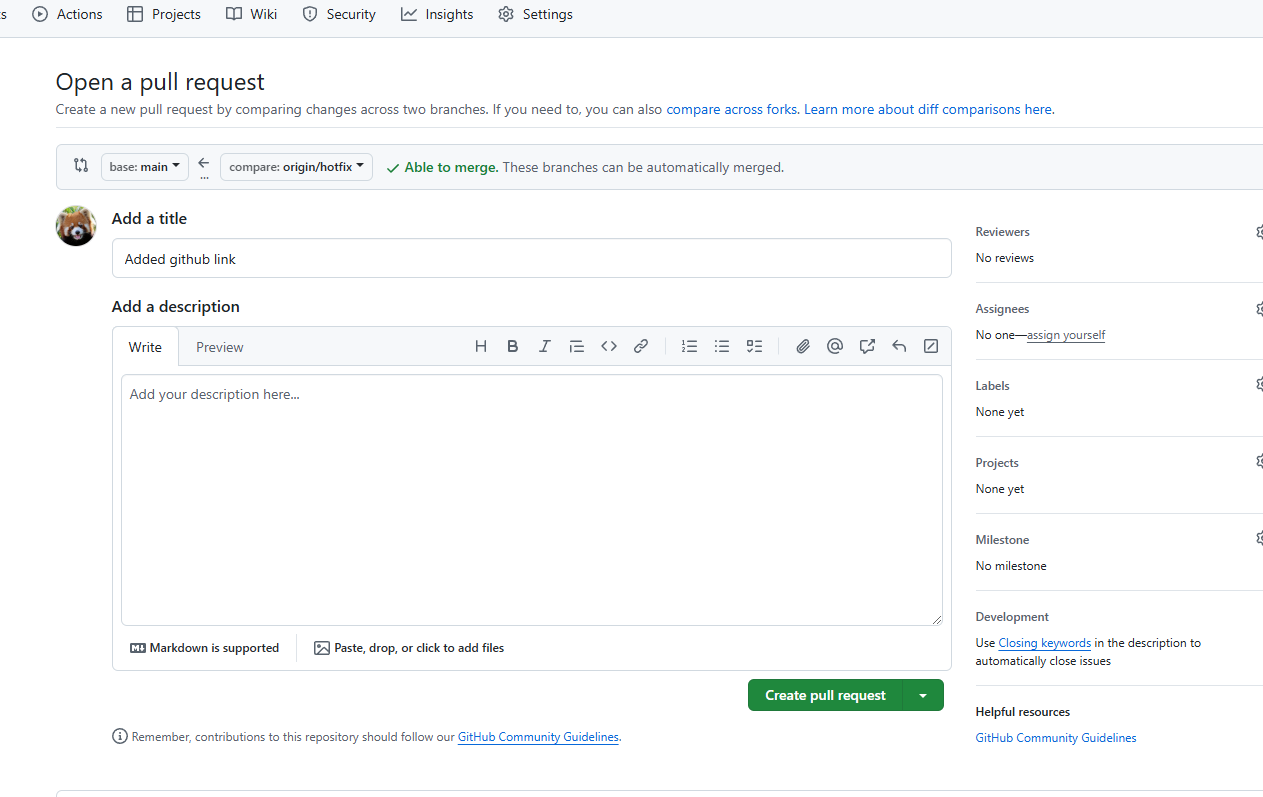 Actions Projects Wiki Security Insights Settings
Open a pull request
Create a new pull request by comparing changes across two branches. If you need to, you can also compare across forks. Learn more about diff comparisons here.
base: main ... compare: origin/hotfix Able to merge. These branches can be automatically merged.
Add a title
Added github link
Add a description
Write Preview
Add your description here...
Markdown is supported Paste, drop, or click to add files
Create pull request
Remember, contributions to this repository should follow our GitHub Community Guidelines.
Reviewers
No reviews
Assignees
No one—assign yourself
Labels
None yet
Projects
None yet
Milestone
No milestone
Development
Use Closing keywords in the description to
automatically close issues
Helpful resources
GitHub Community Guidelines